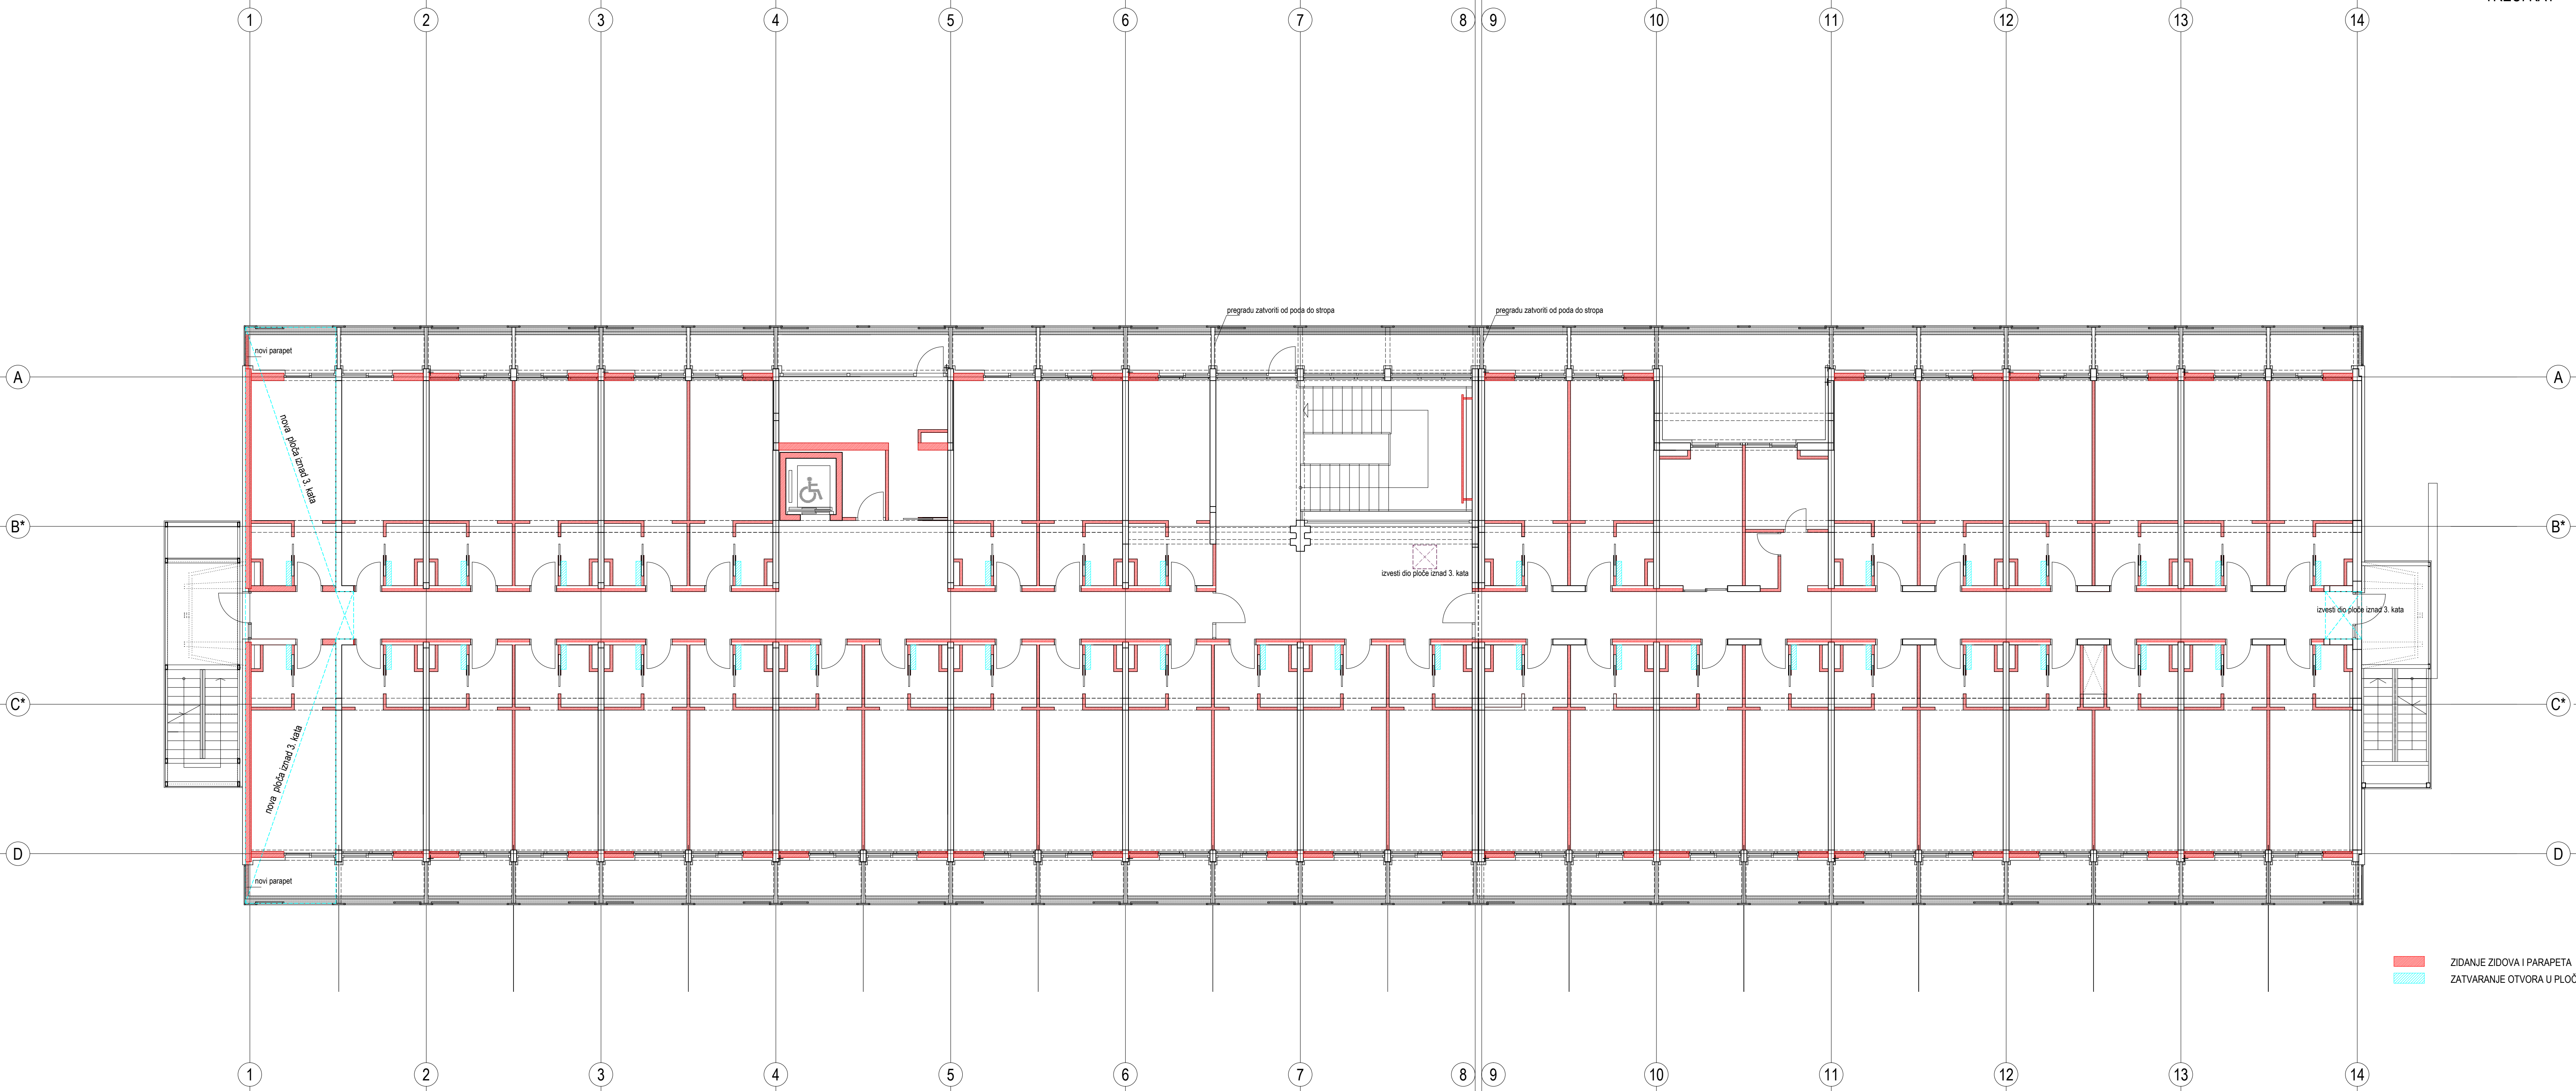 1 2 3 4 5 6 7 8 9 10 11 12 13 14
pregradu zatvoriti od poda do stropa
pregradu zatvoriti od poda do stropa
novi parapet
A A
nova ploča iznad 3. kata
B* B*
izvesti dio ploče iznad 3. kata
izvesti dio ploče iznad 3. kata
C* C*
nova ploča iznad 3. kata
D D
novi parapet
ZIDANJE ZIDOVA I PARAPETA
ZATVARANJE OTVORA U PLOČ
1 2 3 4 5 6 7 8 9 10 11 12 13 14